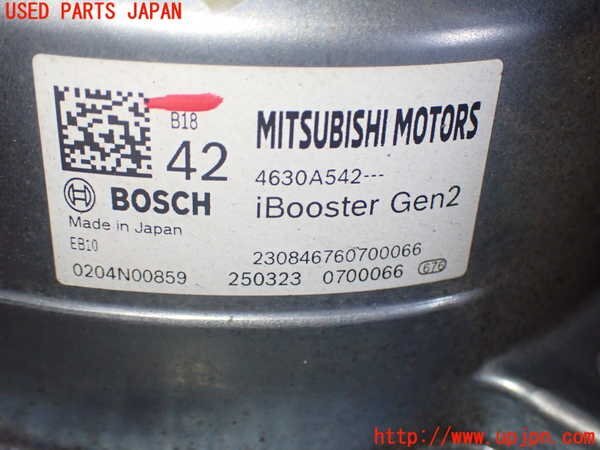 USED PARTS JAPAN
B18
42
MITSUBISHI MOTORS
4630A542---
BOSCH
iBooster Gen2
Made in Japan
EB10
230846760700066
0204N00859
250323 0700066 676
http://www.upjpn.com/